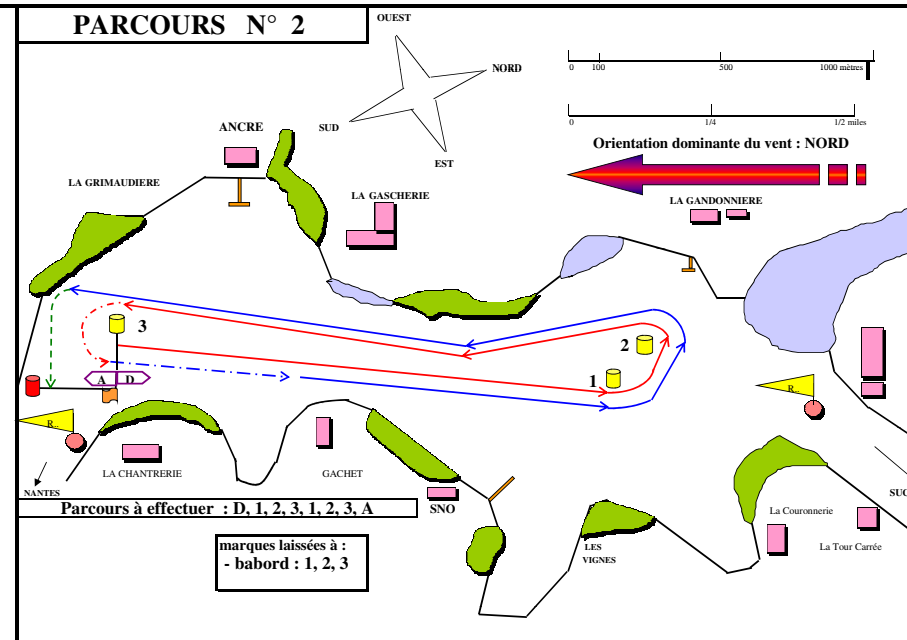 PARCOURS N° 2
OUEST
NORD
SUD
EST
0 100 500 1000 mètres
0 1/4 1/2 miles
Orientation dominante du vent : NORD
ANCRE
LA GRIMAUDIERE
LA GASCHERIE
LA GANDONNIERE
3
2
1
A D
R..
R..
LA CHANTRERIE
GACHET
NANTES
SNO
SUC
Parcours à effectuer : D, 1, 2, 3, 1, 2, 3, A
La Couronnerie
La Tour Carrée
LES
VIGNES
marques laissées à :
- babord : 1, 2, 3